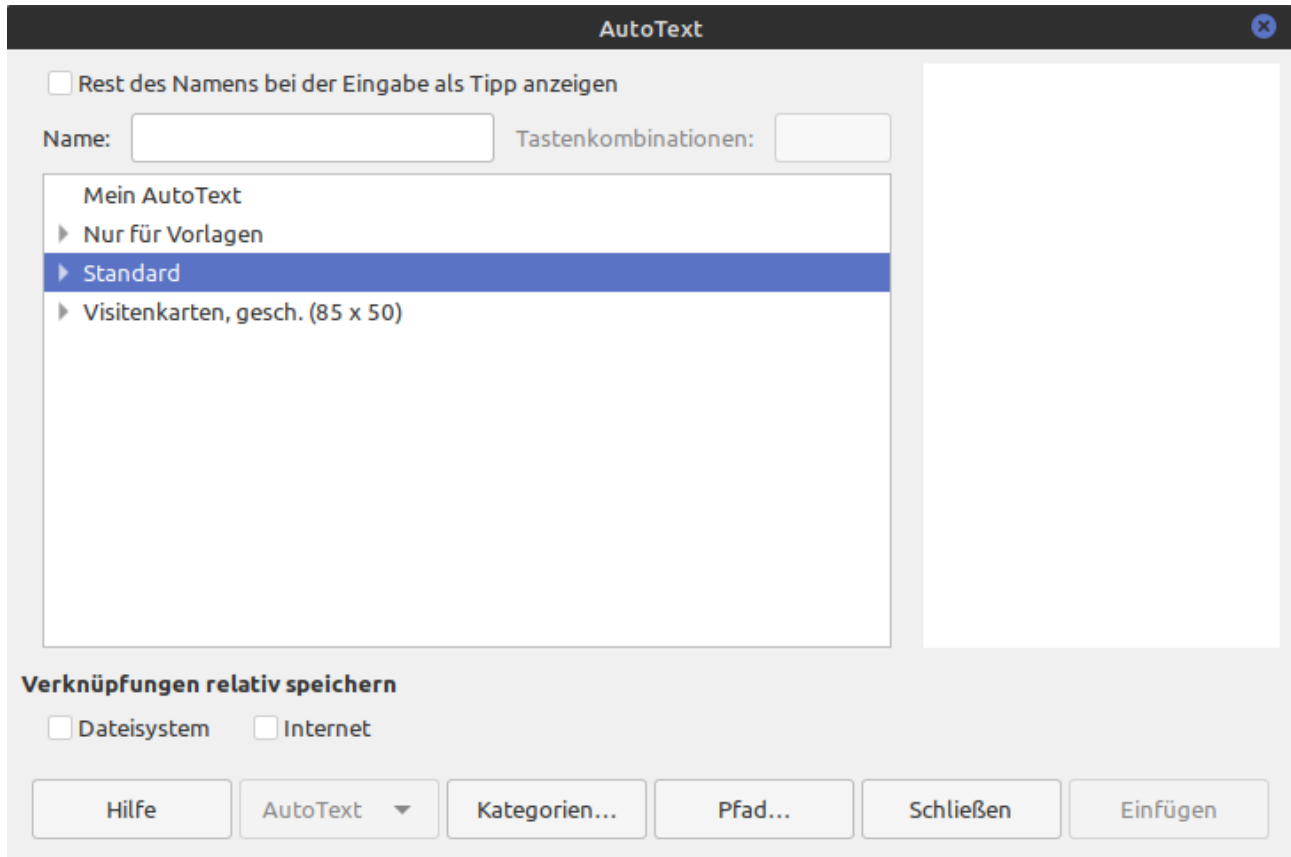 AutoText
Rest des Namens bei der Eingabe als Tipp anzeigen
Name: Tastenkombinationen:
Mein AutoText
Nur für Vorlagen
Standard
Visitenkarten, gesch. (85 x 50)
Verknüpfungen relativ speichern
Dateisystem Internet
Hilfe AutoText Kategorien... Pfad... Schließen Einfügen